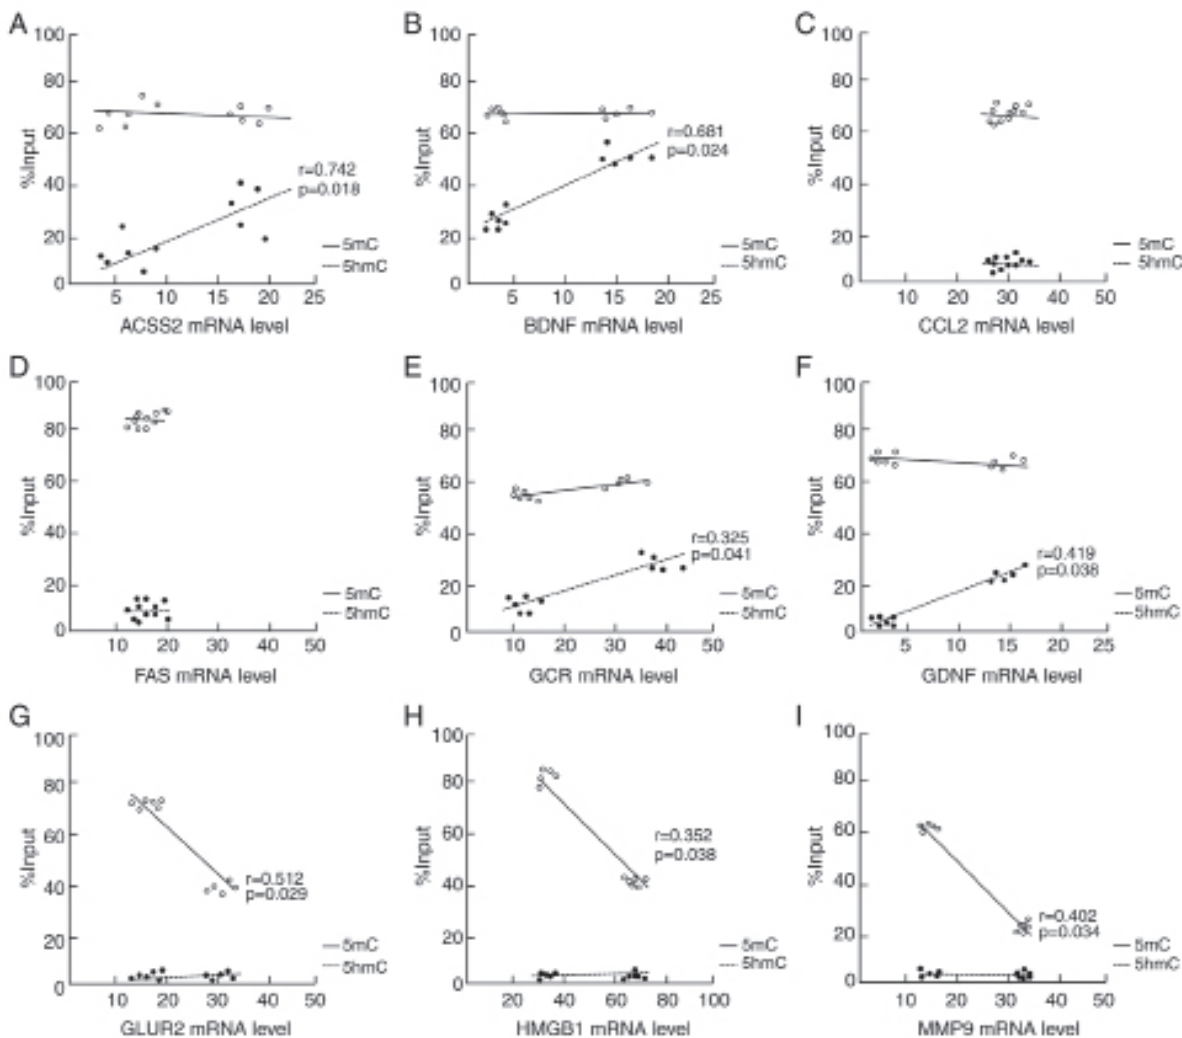 A
100
80
60
40
20
0
%Input
r=0.742
p=0.018
5mC
5hmC
5 10 15 20 25
ACSS2 mRNA level
B
100
80
60
40
20
0
%Input
r=0.681
p=0.024
5mC
5hmC
5 10 15 20 25
BDNF mRNA level
C
100
80
60
40
20
0
%Input
5mC
5hmC
10 20 30 40 50
CCL2 mRNA level
D
100
80
60
40
20
0
%Input
5mC
5hmC
10 20 30 40 50
FAS mRNA level
E
100
80
60
40
20
0
%Input
r=0.325
p=0.041
5mC
5hmC
10 20 30 40 50
GCR mRNA level
F
100
80
60
40
20
0
%Input
r=0.419
p=0.038
5mC
5hmC
5 10 15 20 25
GDNF mRNA level
G
100
80
60
40
20
0
%Input
r=0.512
p=0.029
5mC
5hmC
10 20 30 40 50
GLUR2 mRNA level
H
100
80
60
40
20
0
%Input
r=0.352
p=0.038
5mC
5hmC
20 40 60 80 100
HMGB1 mRNA level
I
100
80
60
40
20
0
%Input
r=0.402
p=0.034
5mC
5hmC
10 20 30 40 50
MMP9 mRNA level